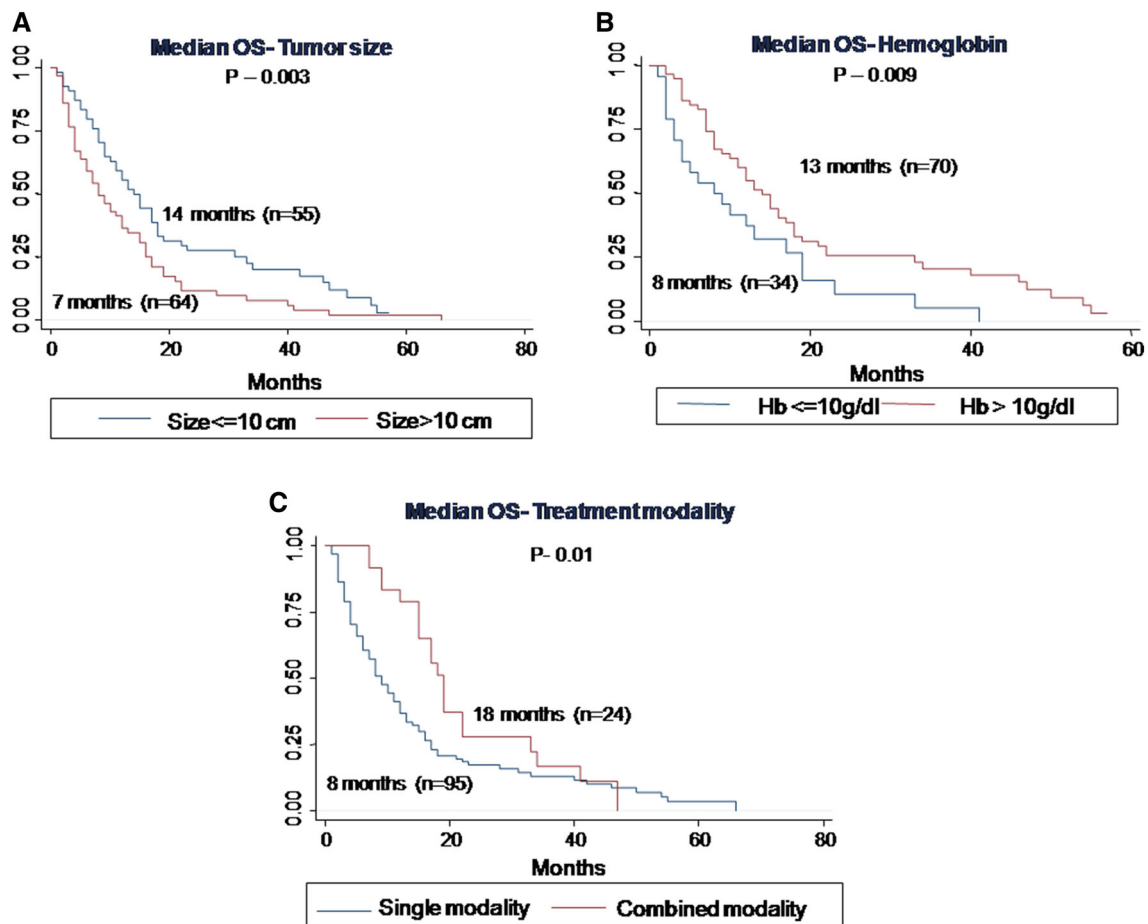 A
Median OS- Tumor size
P – 0.003
1.00
0.75
0.50
0.25
0.00
14 months (n=55)
7 months (n=64)
0 20 40 60 80
Months
Size<=10 cm Size>10 cm
B
Median OS- Hemoglobin
P – 0.009
1.00
0.75
0.50
0.25
0.00
13 months (n=70)
8 months (n=34)
0 20 40 60
Months
Hb <=10g/dl Hb > 10g/dl
C
Median OS- Treatment modality
P- 0.01
1.00
0.75
0.50
0.25
0.00
18 months (n=24)
8 months (n=95)
0 20 40 60 80
Months
Single modality Combined modality